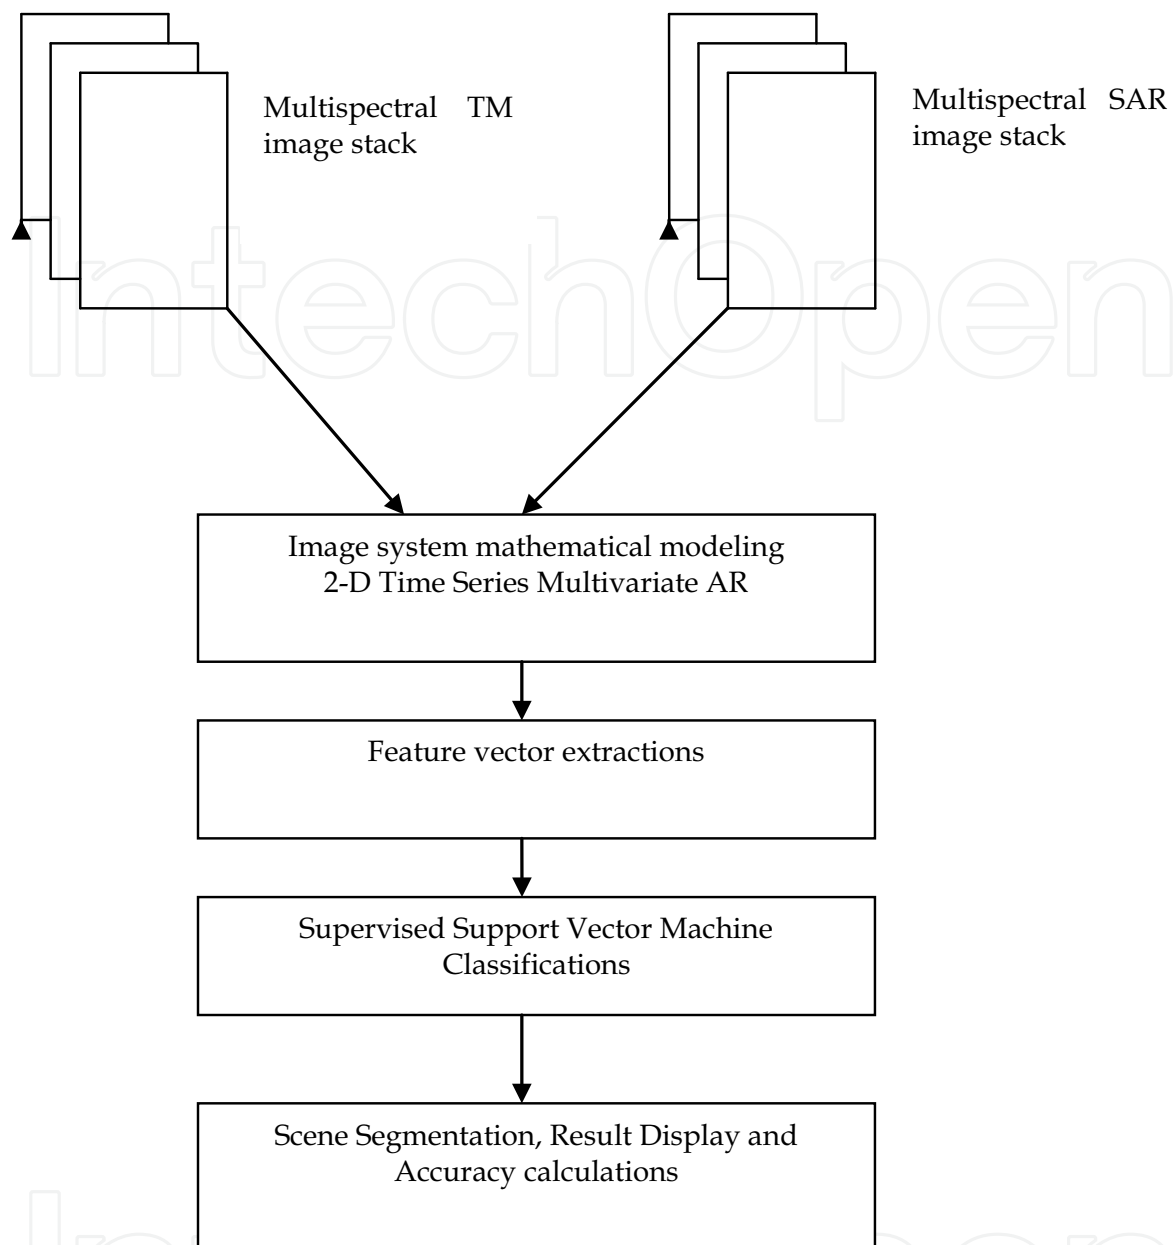 Multispectral TM
image stack
Multispectral SAR
image stack
IntechOpen
Image system mathematical modeling
2-D Time Series Multivariate AR
Feature vector extractions
Supervised Support Vector Machine
Classifications
Scene Segmentation, Result Display and
Accuracy calculations